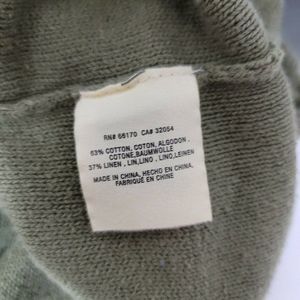 RN# 66170 CA# 32054
63% COTTON, COTON, ALGODON,
COTONE,BAUMWOLLE
37% LINEN , LIN,LINO , LINO,LEINEN
MADE IN CHINA, HECHO EN CHINA,
FABRIQUE EN CHINE